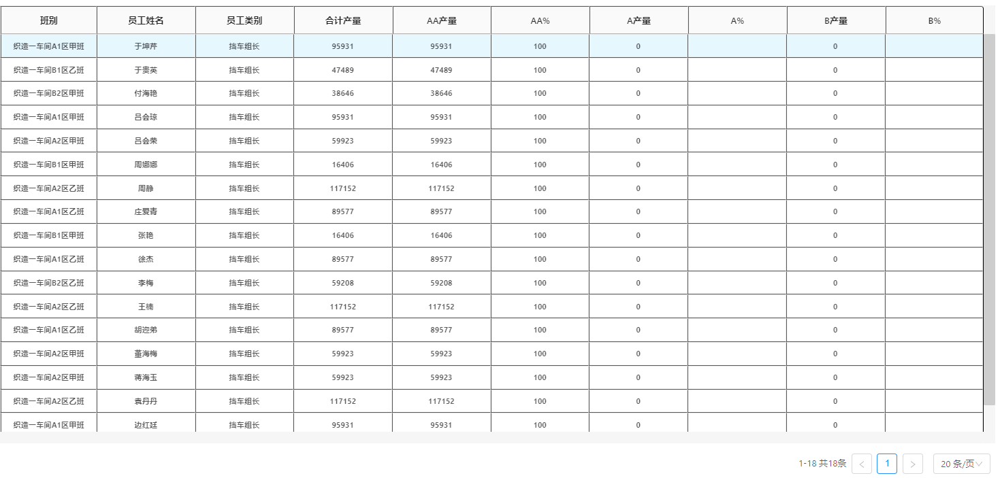 班别 员工姓名 员工类别 合计产量 AA产量 AA% A产量 A% B产量 B%
织造一车间A1区甲班 于坤芹 挡车组长 95931 95931 100 0 0
织造一车间B1区乙班 于贵英 挡车组长 47489 47489 100 0 0
织造一车间B2区甲班 付海艳 挡车组长 38646 38646 100 0 0
织造一车间A1区甲班 吕会琼 挡车组长 95931 95931 100 0 0
织造一车间A2区甲班 吕会荣 挡车组长 59923 59923 100 0 0
织造一车间B1区甲班 周娜娜 挡车组长 16406 16406 100 0 0
织造一车间A2区乙班 周静 挡车组长 117152 117152 100 0 0
织造一车间A1区乙班 庄爱青 挡车组长 89577 89577 100 0 0
织造一车间B1区甲班 张艳 挡车组长 16406 16406 100 0 0
织造一车间A1区乙班 徐杰 挡车组长 89577 89577 100 0 0
织造一车间B2区乙班 李梅 挡车组长 59208 59208 100 0 0
织造一车间A2区乙班 王楠 挡车组长 117152 117152 100 0 0
织造一车间A1区乙班 胡迎弟 挡车组长 89577 89577 100 0 0
织造一车间A2区甲班 董海梅 挡车组长 59923 59923 100 0 0
织造一车间A2区甲班 蒋海玉 挡车组长 59923 59923 100 0 0
织造一车间A2区乙班 袁丹丹 挡车组长 117152 117152 100 0 0
织造一车间A1区甲班 边红廷 挡车组长 95931 95931 100 0 0
1-18 共18条 < 1 > 20 条/页